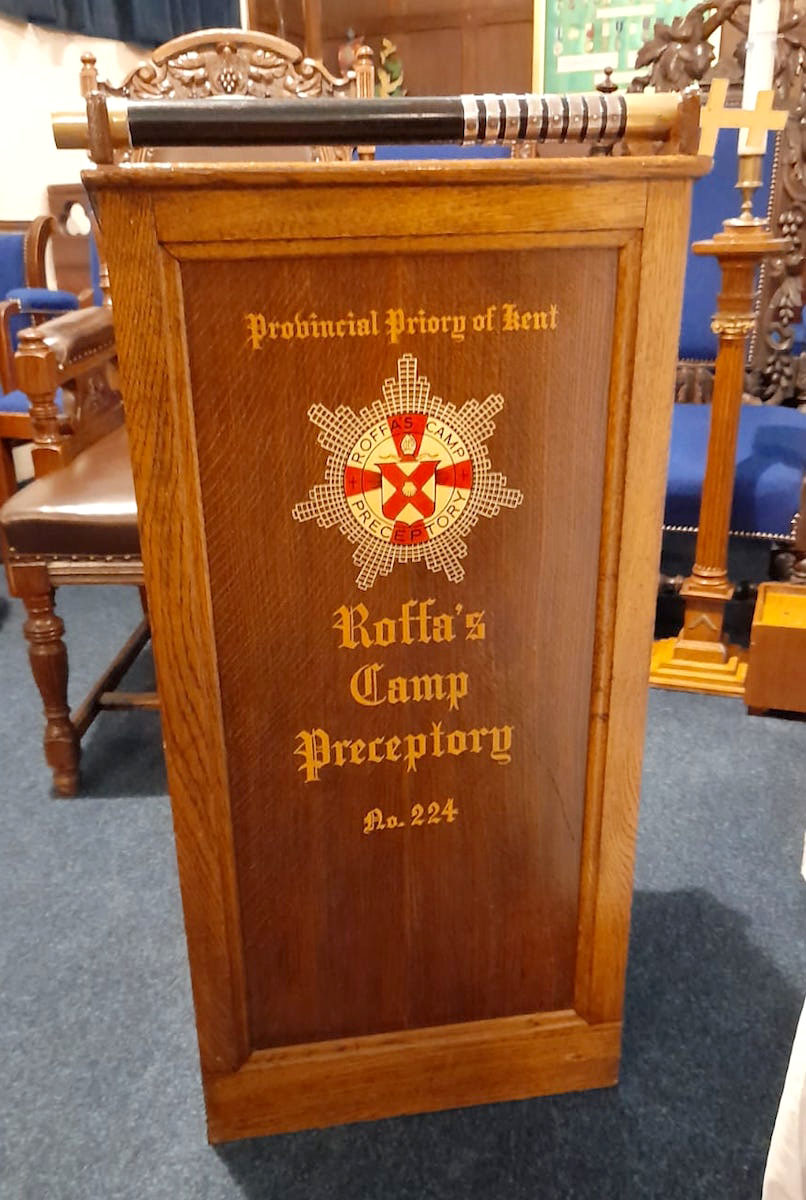 Provincial Priory of Kent
ROFFA'S CAMP
PRECEPTORY
Roffa's
Camp
Preceptory
No. 224